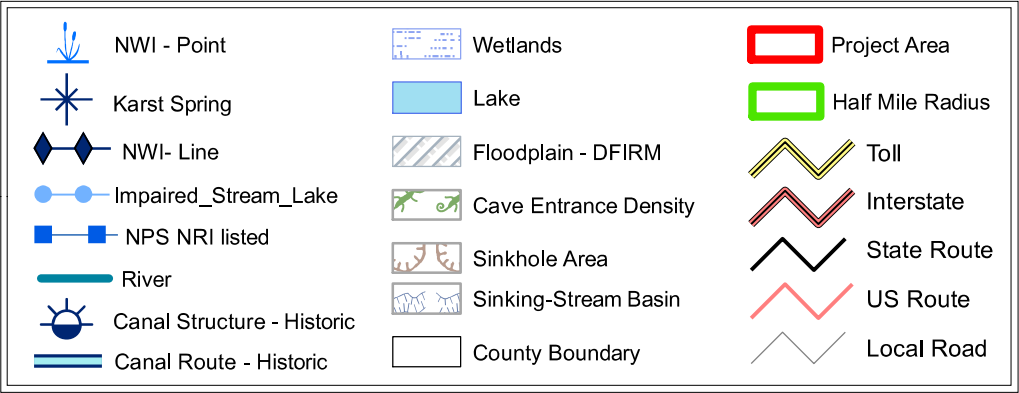 NWI - Point
Karst Spring
NWI- Line
Impaired_Stream_Lake
NPS NRI listed
River
Canal Structure - Historic
Canal Route - Historic
Wetlands
Lake
Floodplain - DFIRM
Cave Entrance Density
Sinkhole Area
Sinking-Stream Basin
County Boundary
Project Area
Half Mile Radius
Toll
Interstate
State Route
US Route
Local Road